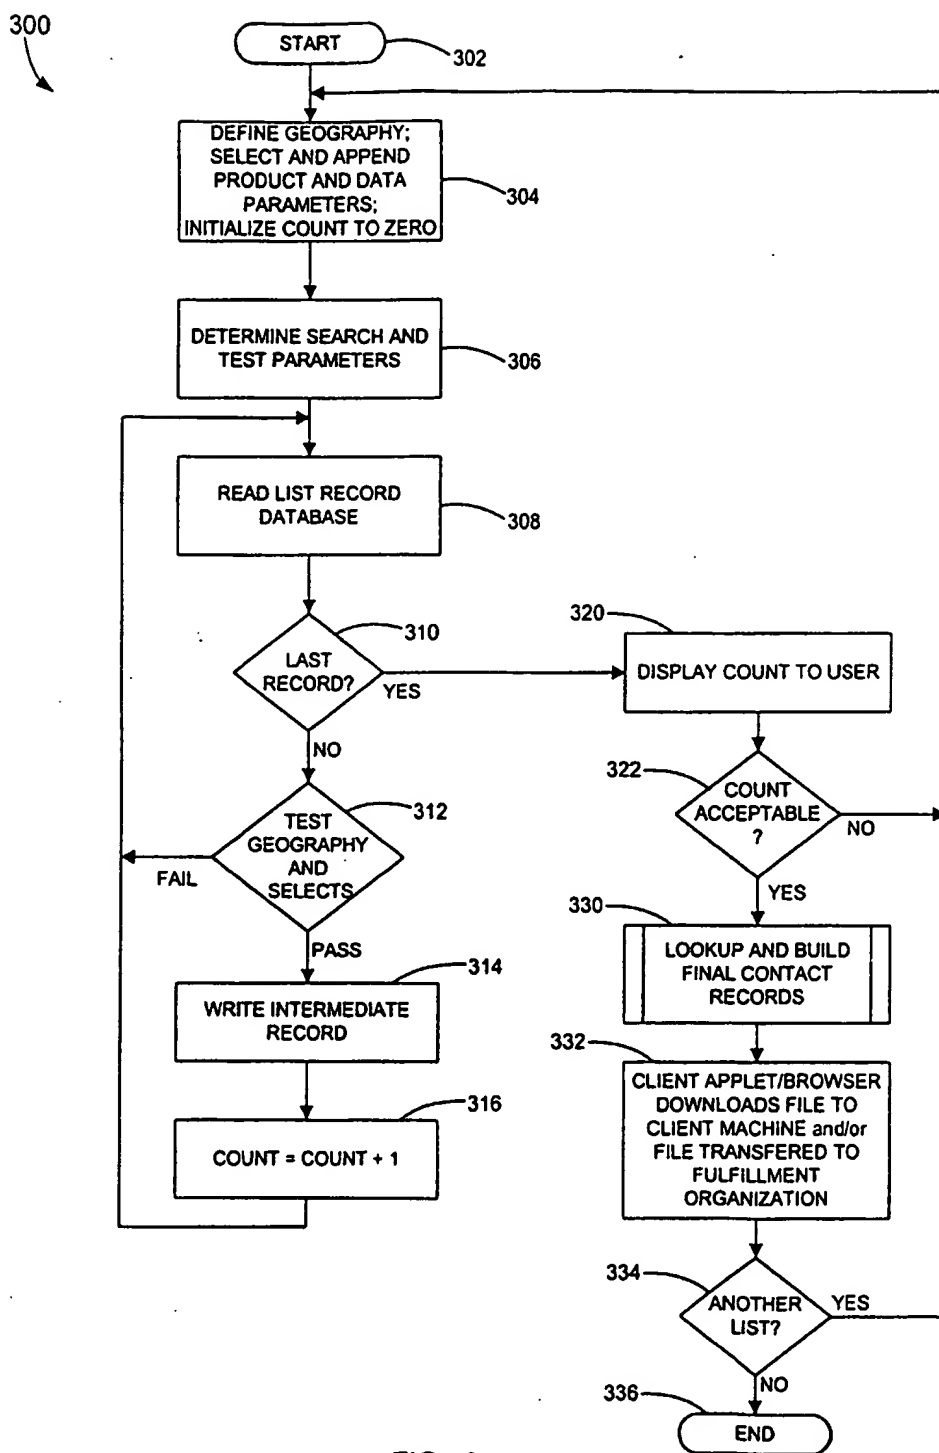 300
START
302
DEFINE GEOGRAPHY;
SELECT AND APPEND
PRODUCT AND DATA
PARAMETERS;
INITIALIZE COUNT TO ZERO
304
DETERMINE SEARCH AND
TEST PARAMETERS
306
READ LIST RECORD
DATABASE
308
310
LAST
RECORD?
YES
NO
312
TEST
GEOGRAPHY
AND
SELECTS
FAIL
PASS
314
WRITE INTERMEDIATE
RECORD
316
COUNT = COUNT + 1
320
DISPLAY COUNT TO USER
322
COUNT
ACCEPTABLE
?
NO
YES
330
LOOKUP AND BUILD
FINAL CONTACT
RECORDS
332
CLIENT APPLET/BROWSER
DOWNLOADS FILE TO
CLIENT MACHINE and/or
FILE TRANSFERED TO
FULFILLMENT
ORGANIZATION
334
ANOTHER
LIST?
YES
NO
336
END